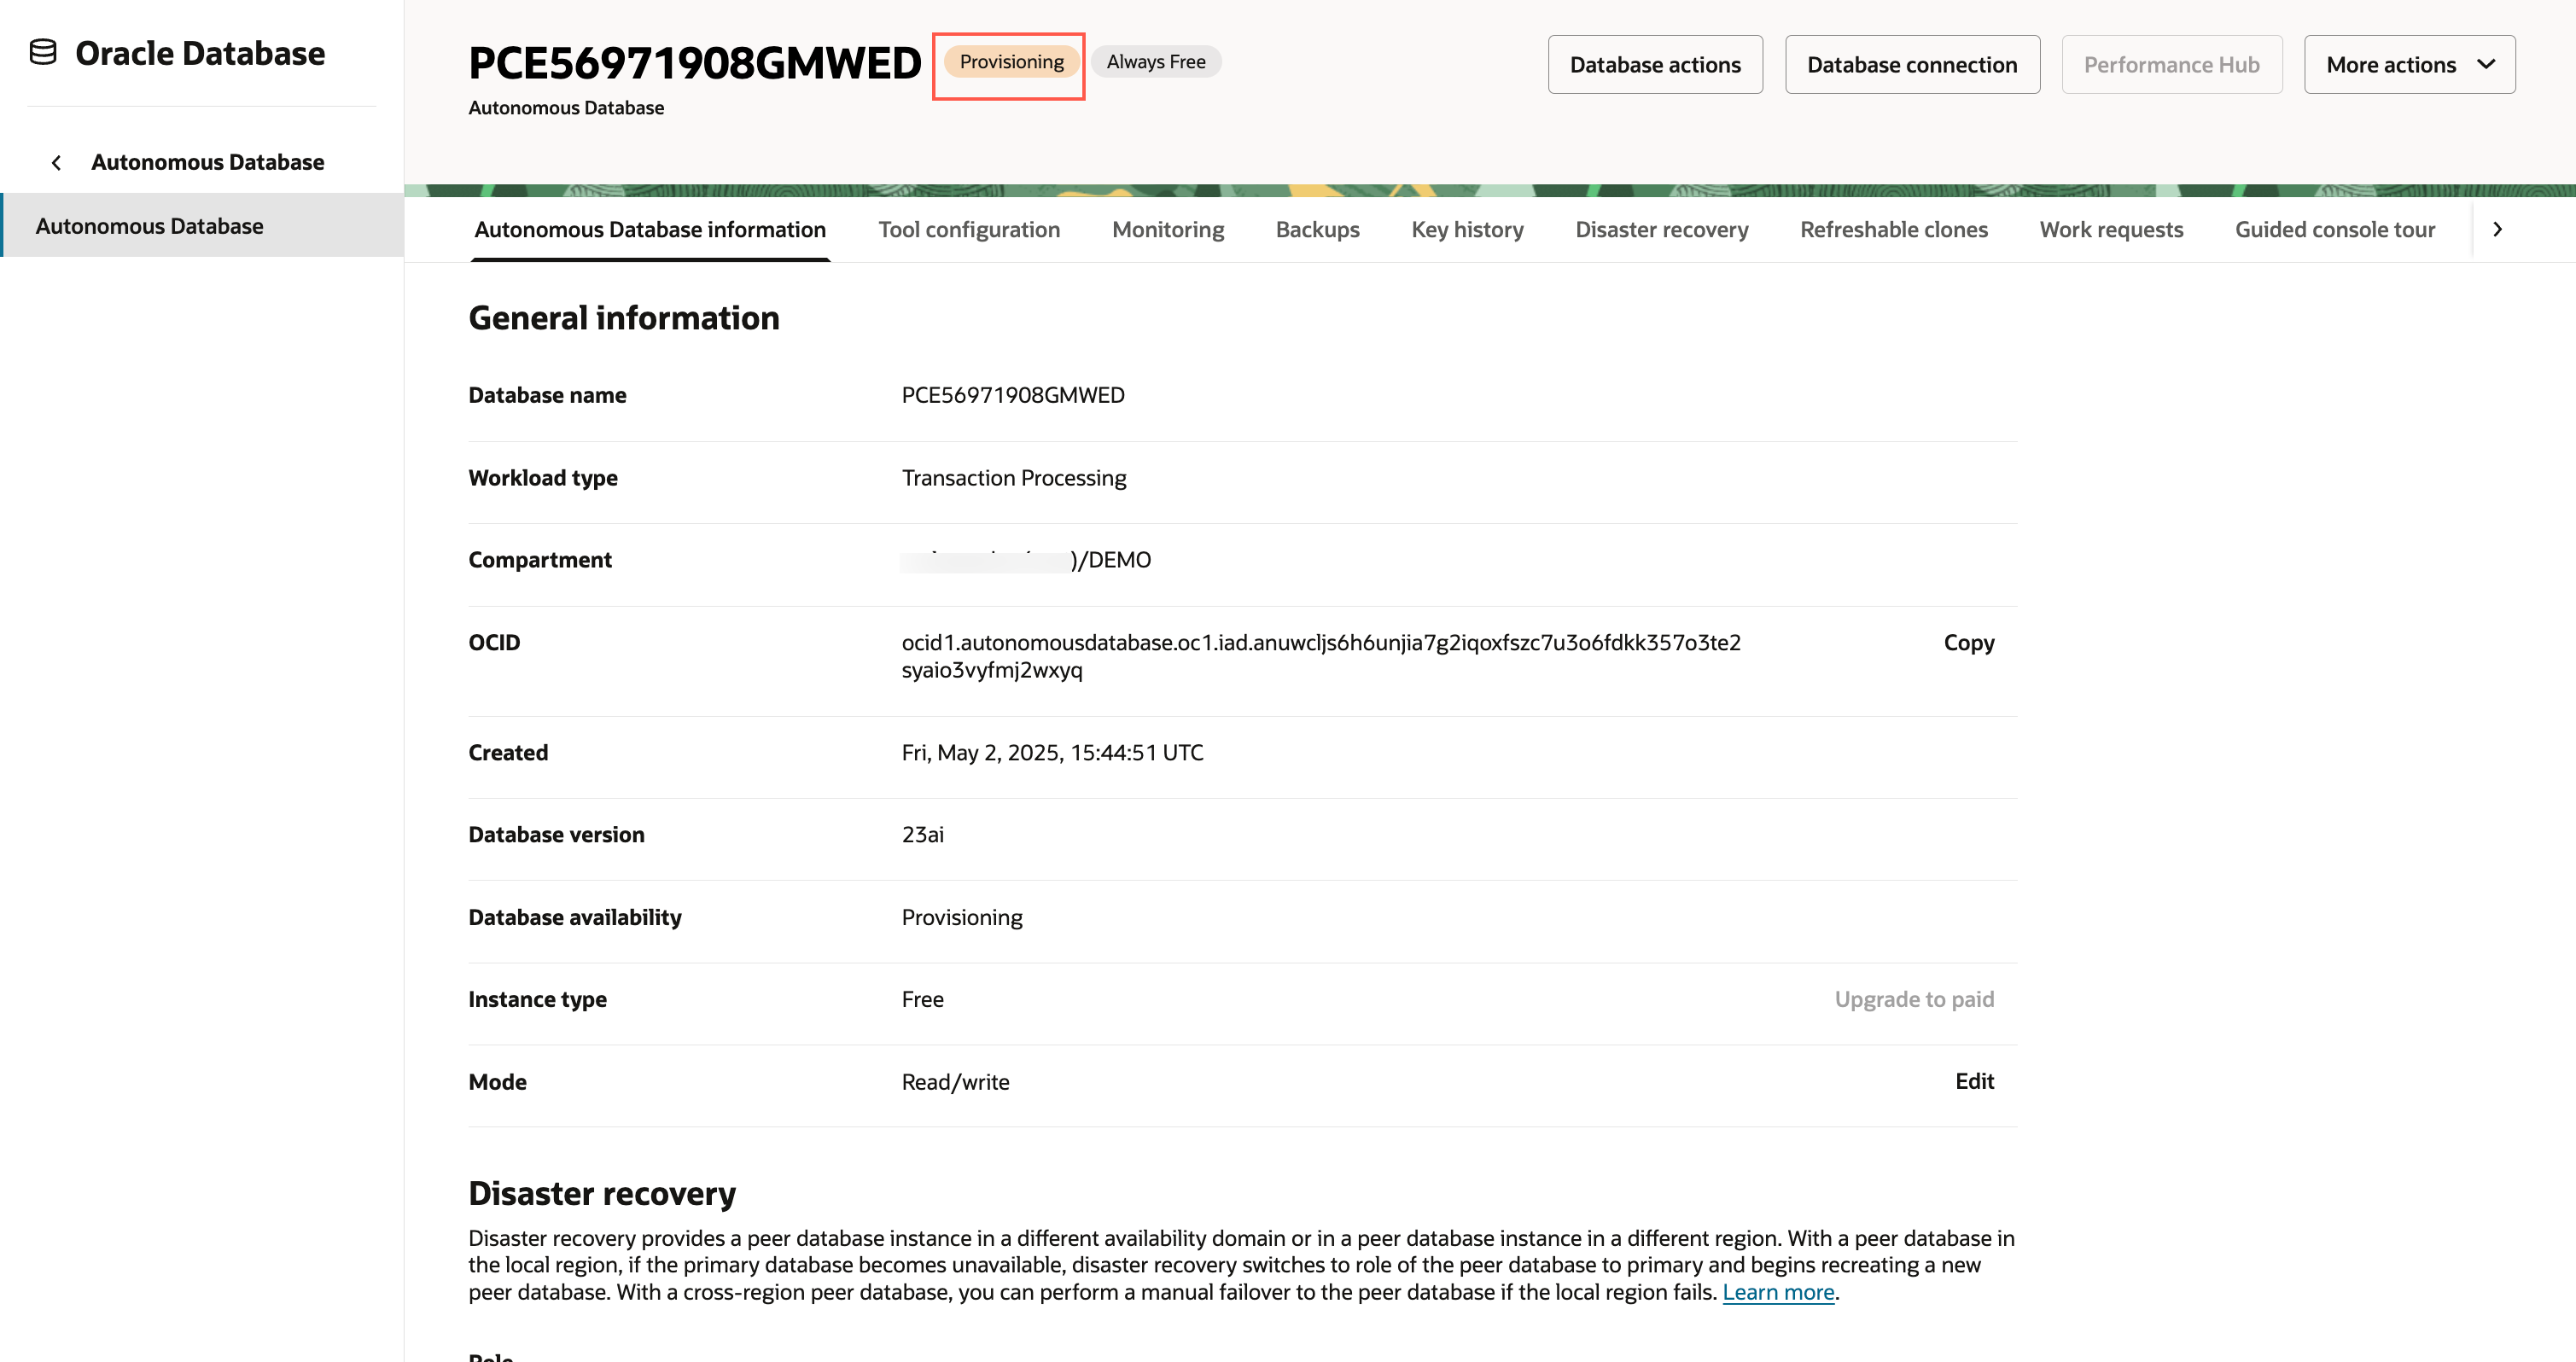 Oracle Database
Autonomous Database
Autonomous Database
PCE56971908GMWED Provisioning Always Free
Autonomous Database
Database actions Database connection Performance Hub More actions
Autonomous Database information Tool configuration Monitoring Backups Key history Disaster recovery Refreshable clones Work requests Guided console tour
General information
Database name PCE56971908GMWED
Workload type Transaction Processing
Compartment )/DEMO
OCID ocid1.autonomousdatabase.oc1.iad.anuwcljs6h6unjia7g2iqoxfszc7u3o6fdkk357o3te2 Copy
syaio3vyfmj2wxyq
Created Fri, May 2, 2025, 15:44:51 UTC
Database version 23ai
Database availability Provisioning
Instance type Free Upgrade to paid
Mode Read/write Edit
Disaster recovery
Disaster recovery provides a peer database instance in a different availability domain or in a peer database instance in a different region. With a peer database in
the local region, if the primary database becomes unavailable, disaster recovery switches to role of the peer database to primary and begins recreating a new
peer database. With a cross-region peer database, you can perform a manual failover to the peer database if the local region fails. Learn more.